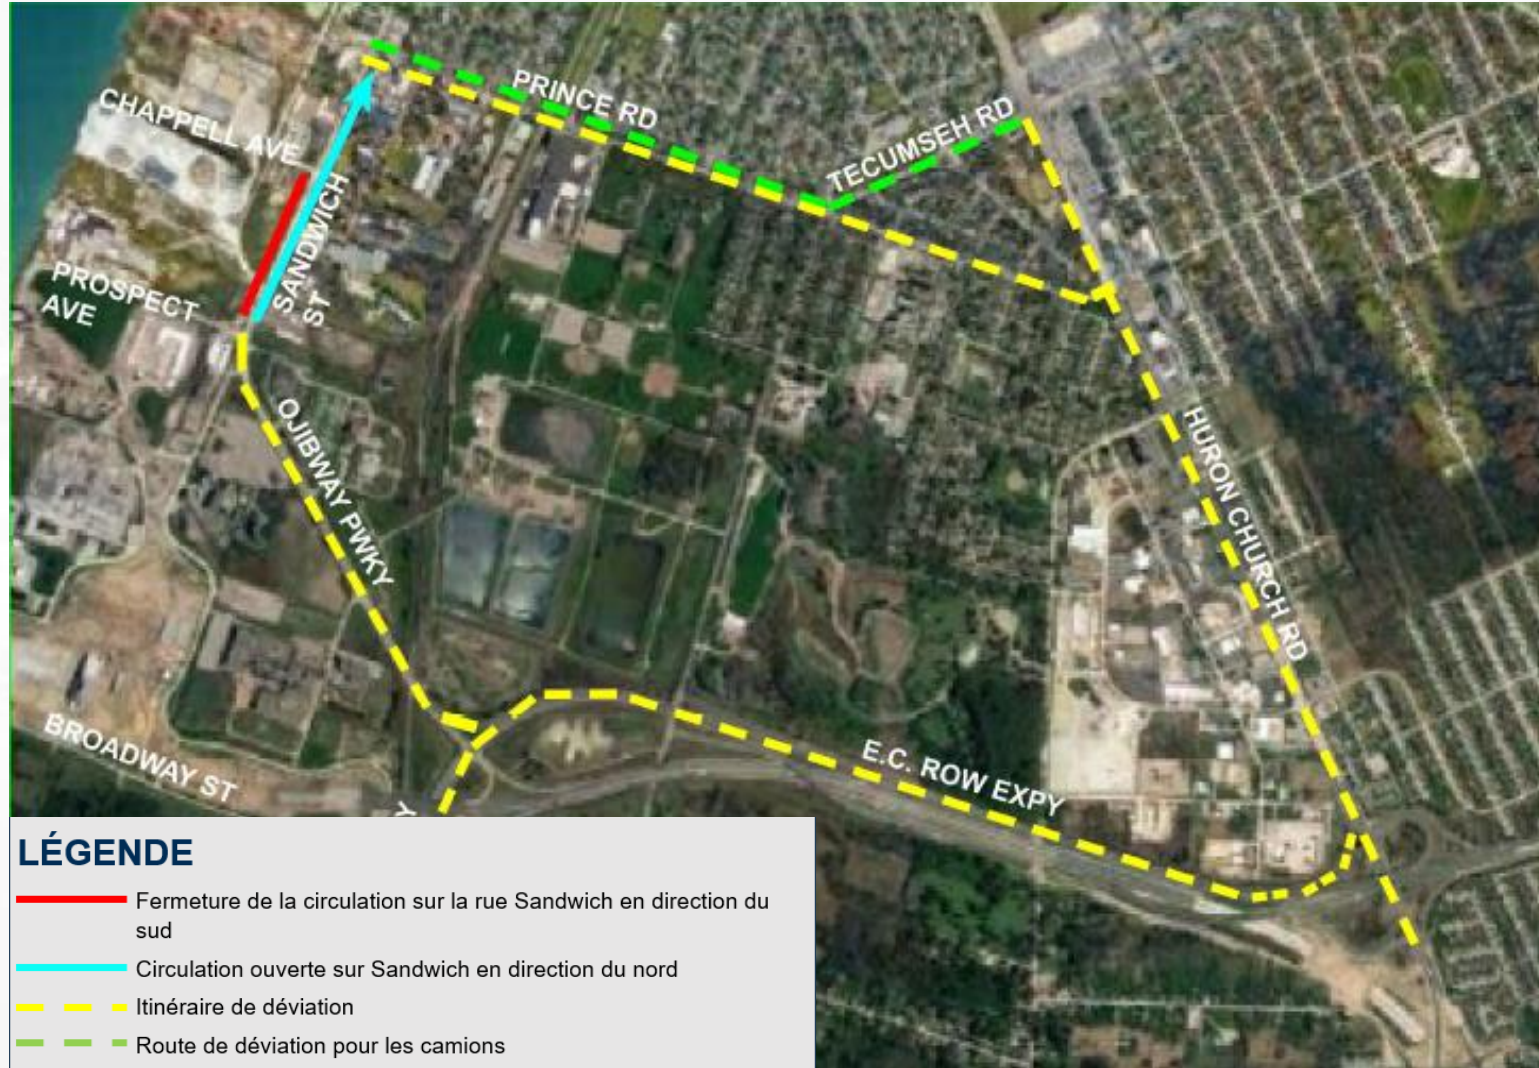 PRINCE RD
CHAPPELL AVE
TECUMSEH RD
SANDWICH
ST
PROSPECT
AVE
OJIBWAY PWKY
HURON CHURCH RD
BROADWAY ST
E.C. ROW EXPY
Y
LÉGENDE
Fermeture de la circulation sur la rue Sandwich en direction du
sud
Circulation ouverte sur Sandwich en direction du nord
Itinéraire de déviation
Route de déviation pour les camions